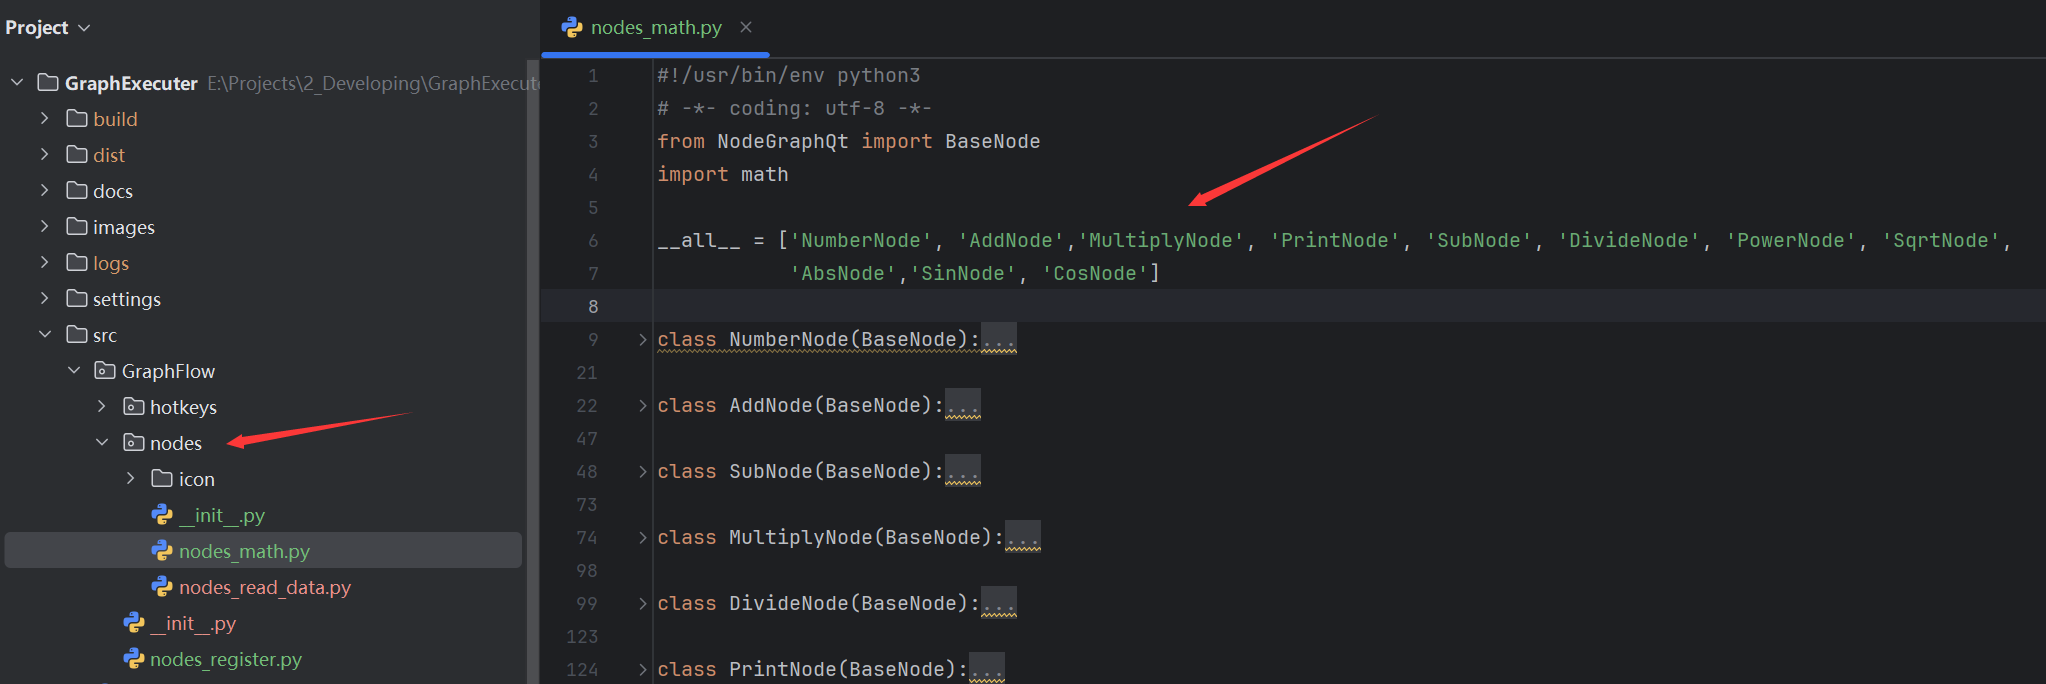 Project
GraphExecuter E:\Projects\2_Developing\GraphExecute
build
dist
docs
images
logs
settings
src
GraphFlow
hotkeys
nodes
icon
__init__.py
nodes_math.py
nodes_read_data.py
__init__.py
nodes_register.py
nodes_math.py
1 #!/usr/bin/env python3
2 # -*- coding: utf-8 -*-
3 from NodeGraphQt import BaseNode
4 import math
5
6 __all__ = ['NumberNode', 'AddNode','MultiplyNode', 'PrintNode', 'SubNode', 'DivideNode', 'PowerNode', 'SqrtNode',
7 'AbsNode','SinNode', 'CosNode']
8
9 class NumberNode(BaseNode):...
21
22 class AddNode(BaseNode):...
47
48 class SubNode(BaseNode):...
73
74 class MultiplyNode(BaseNode):...
98
99 class DivideNode(BaseNode):...
123
124 class PrintNode(BaseNode):...